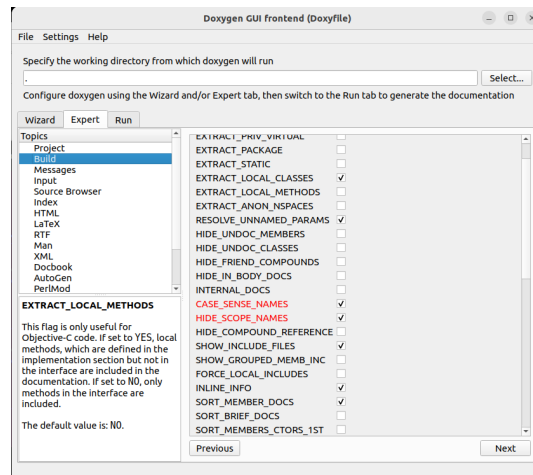 Doxygen GUI frontend (Doxyfile)
File Settings Help
Specify the working directory from which doxygen will run
.
Select...
Configure doxygen using the Wizard and/or Expert tab, then switch to the Run tab to generate the documentation
Wizard Expert Run
Topics
Project
Build
Messages
Input
Source Browser
Index
HTML
LaTeX
RTF
Man
XML
Docbook
AutoGen
PerlMod
EXTRACT_LOCAL_METHODS
This flag is only useful for
Objective-C code. If set to YES, local
methods, which are defined in the
implementation section but not in
the interface are included in the
documentation. If set to NO, only
methods in the interface are
included.
The default value is: NO.
EXTRACT_PRIV_VIRTUAL
EXTRACT_PACKAGE
EXTRACT_STATIC
EXTRACT_LOCAL_CLASSES
EXTRACT_LOCAL_METHODS
EXTRACT_ANON_NSPACES
RESOLVE_UNNAMED_PARAMS
HIDE_UNDOC_MEMBERS
HIDE_UNDOC_CLASSES
HIDE_FRIEND_COMPOUNDS
HIDE_IN_BODY_DOCS
INTERNAL_DOCS
CASE_SENSE_NAMES
HIDE_SCOPE_NAMES
HIDE_COMPOUND_REFERENCE
SHOW_INCLUDE_FILES
SHOW_GROUPED_MEMB_INC
FORCE_LOCAL_INCLUDES
INLINE_INFO
SORT_MEMBER_DOCS
SORT_BRIEF_DOCS
SORT_MEMBERS_CTORS_1ST
Previous Next